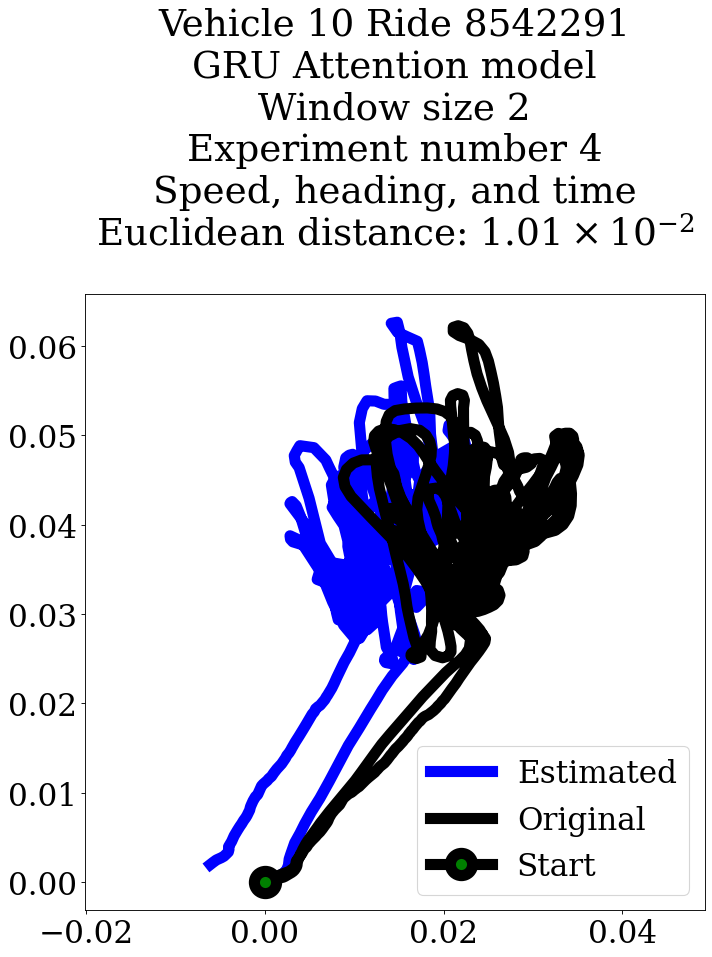 Vehicle 10 Ride 8542291
GRU Attention model
Window size 2
Experiment number 4
Speed, heading, and time
Euclidean distance: 1.01 × 10⁻²
0.06
0.05
0.04
0.03
0.02
0.01
0.00
Estimated
Original
Start
−0.02 0.00 0.02 0.04